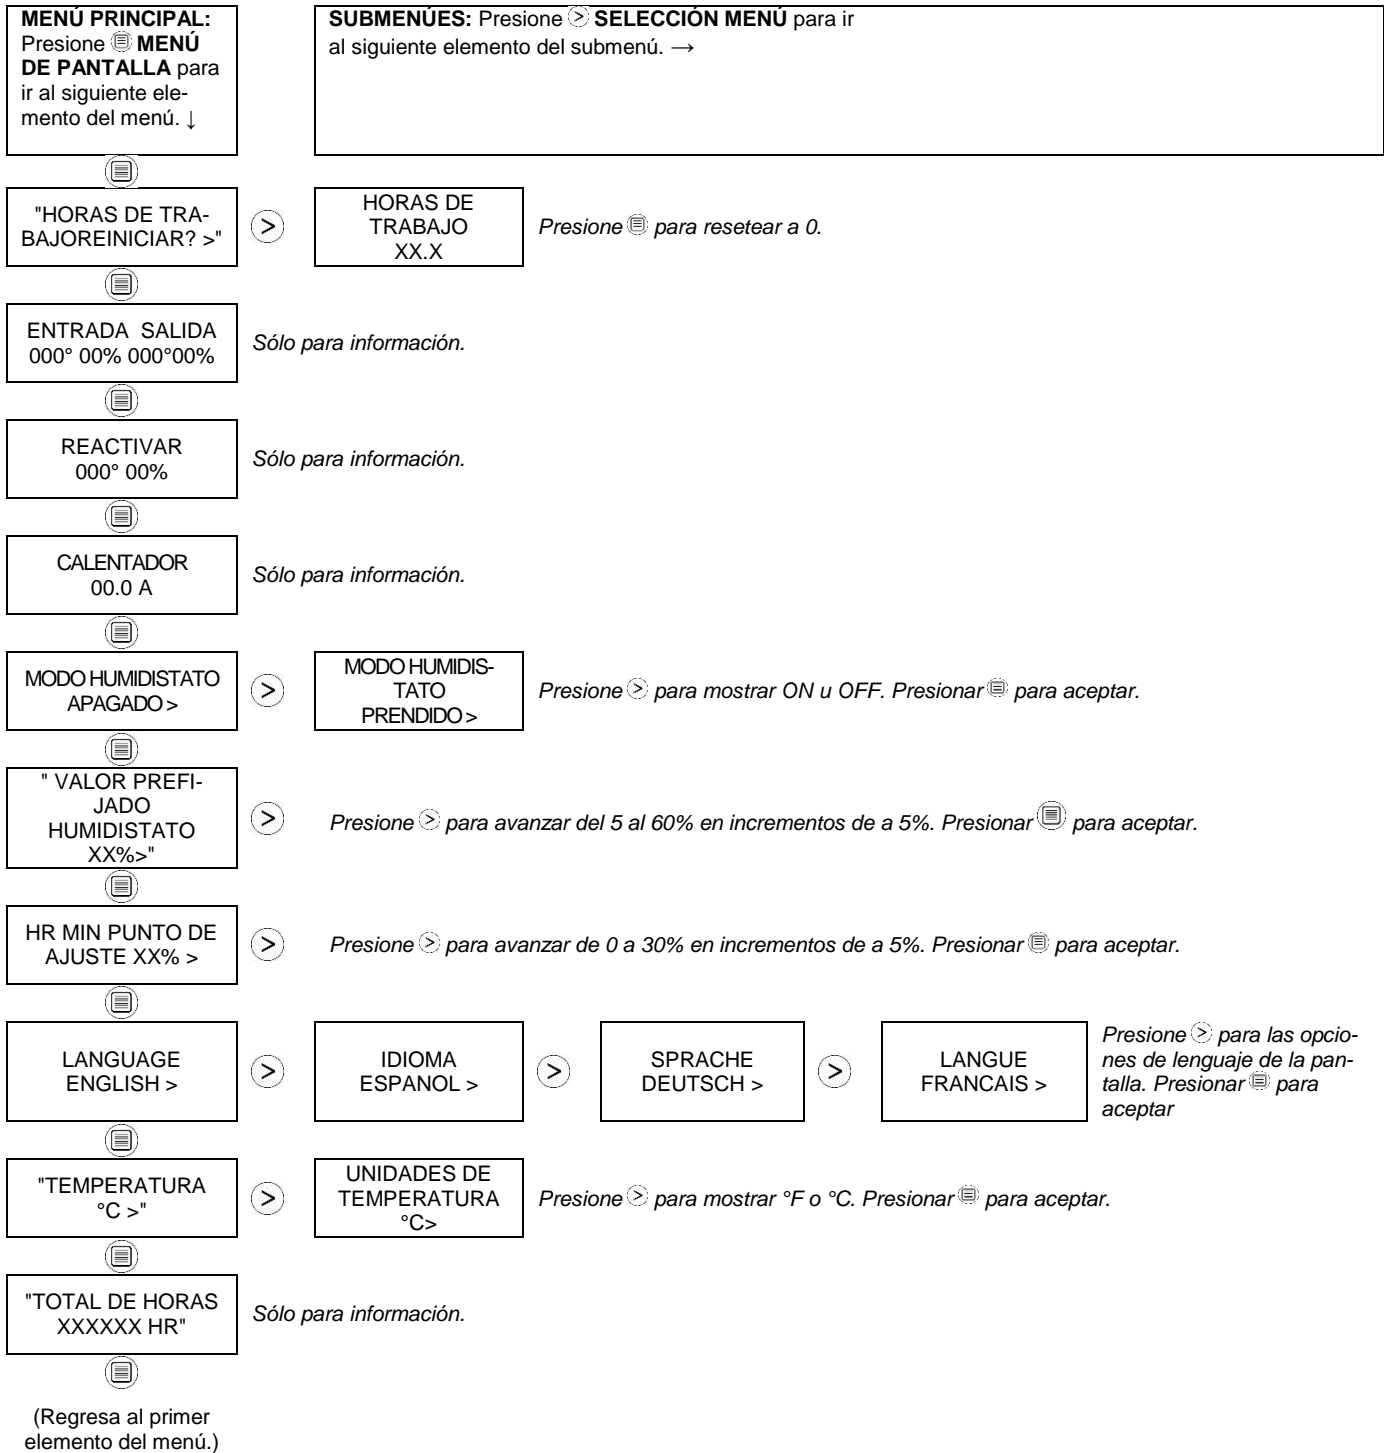 MENÚ PRINCIPAL:
Presione MENÚ
DE PANTALLA para
ir al siguiente ele-
mento del menú. ↓
SUBMENÚES: Presione > SELECCIÓN MENÚ para ir
al siguiente elemento del submenú. →
"HORAS DE TRA-
BAJOREINICIAR? >"
>
HORAS DE
TRABAJO
XX.X
Presione para resetear a 0.
ENTRADA SALIDA
000° 00% 000°00%
Sólo para información.
REACTIVAR
000° 00%
Sólo para información.
CALENTADOR
00.0 A
Sólo para información.
MODO HUMIDISTATO
APAGADO >
>
MODO HUMIDIS-
TATO
PRENDIDO >
Presione > para mostrar ON u OFF. Presionar para aceptar.
" VALOR PREFI-
JADO
HUMIDISTATO
XX%>"
>
Presione > para avanzar del 5 al 60% en incrementos de a 5%. Presionar para aceptar.
HR MIN PUNTO DE
AJUSTE XX% >
>
Presione > para avanzar de 0 a 30% en incrementos de a 5%. Presionar para aceptar.
LANGUAGE
ENGLISH >
>
IDIOMA
ESPANOL >
>
SPRACHE
DEUTSCH >
>
LANGUE
FRANCAIS >
Presione > para las opcio-
nes de lenguaje de la pan-
talla. Presionar para
aceptar
"TEMPERATURA
°C >"
>
UNIDADES DE
TEMPERATURA
°C>
Presione > para mostrar °F o °C. Presionar para aceptar.
"TOTAL DE HORAS
XXXXXX HR"
Sólo para información.
(Regresa al primer
elemento del menú.)